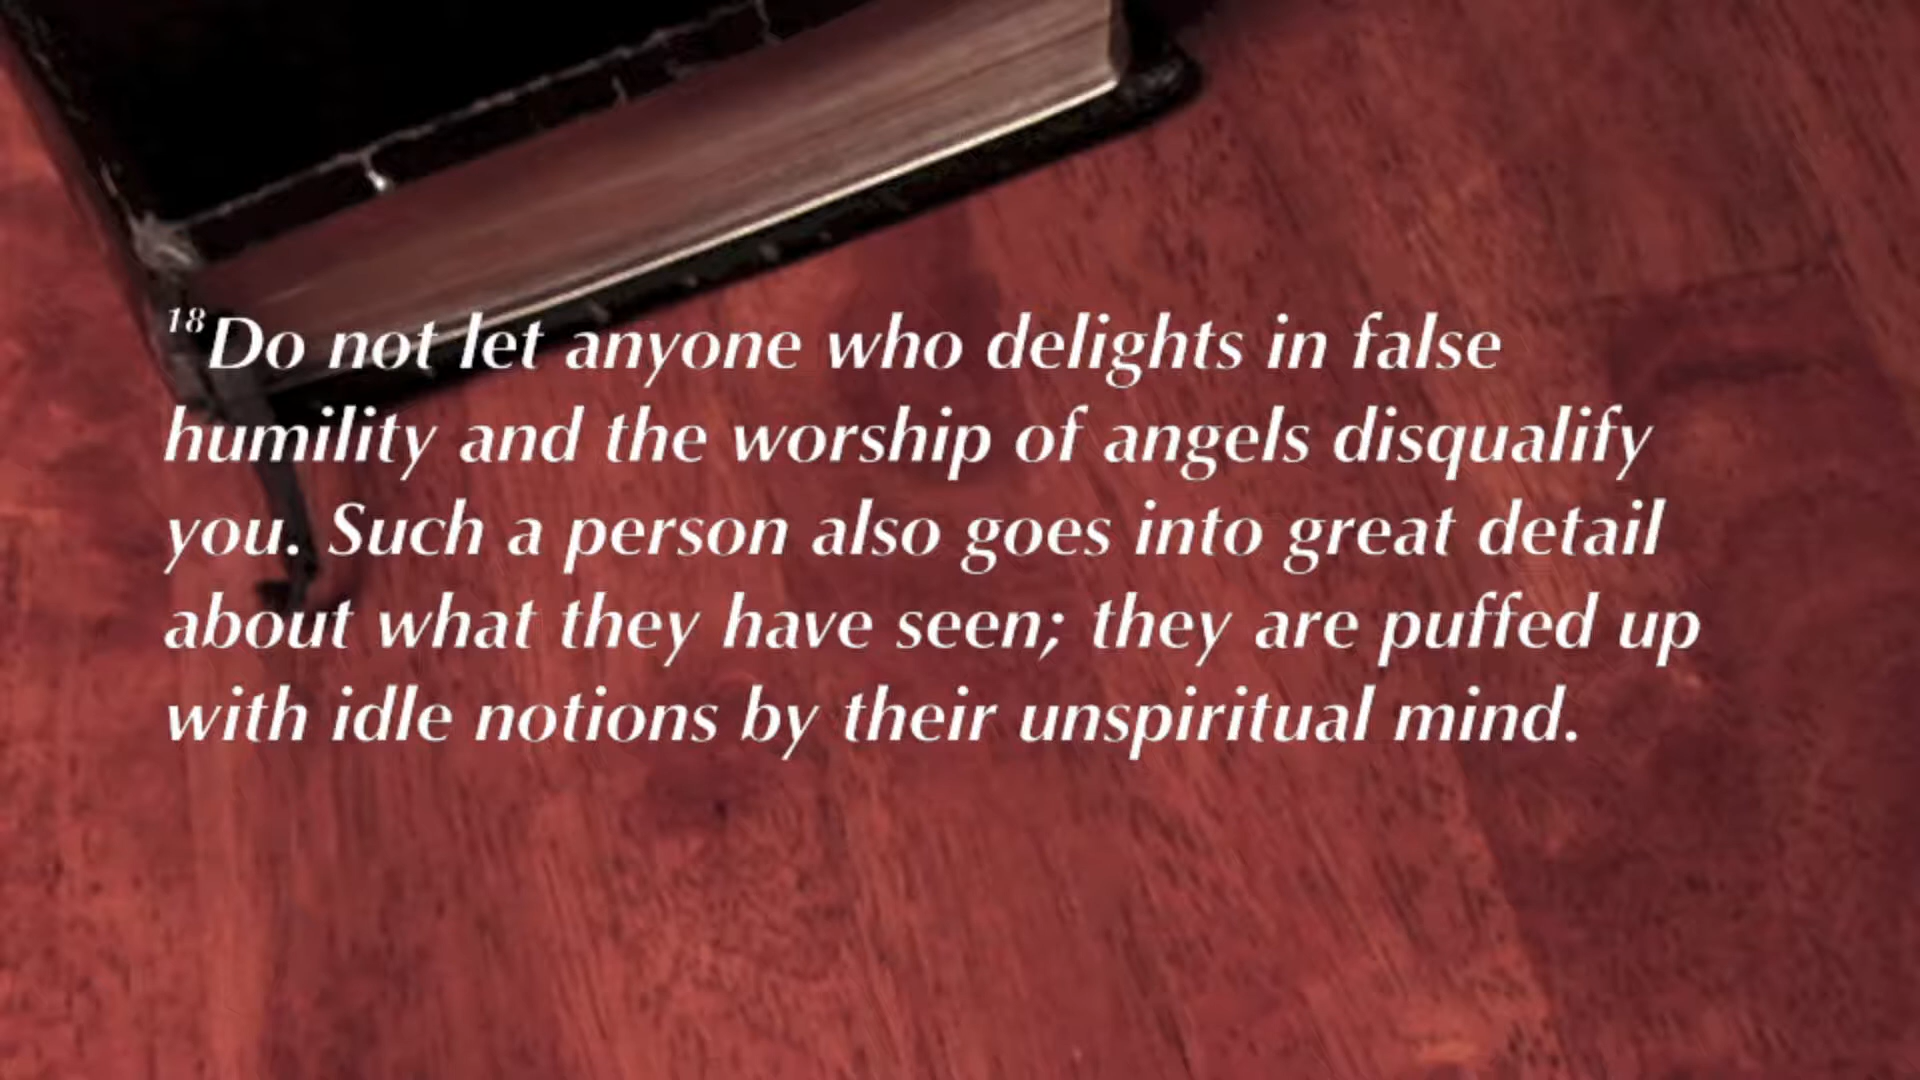 18Do not let anyone who delights in false
humility and the worship of angels disqualify
you. Such a person also goes into great detail
about what they have seen; they are puffed up
with idle notions by their unspiritual mind.